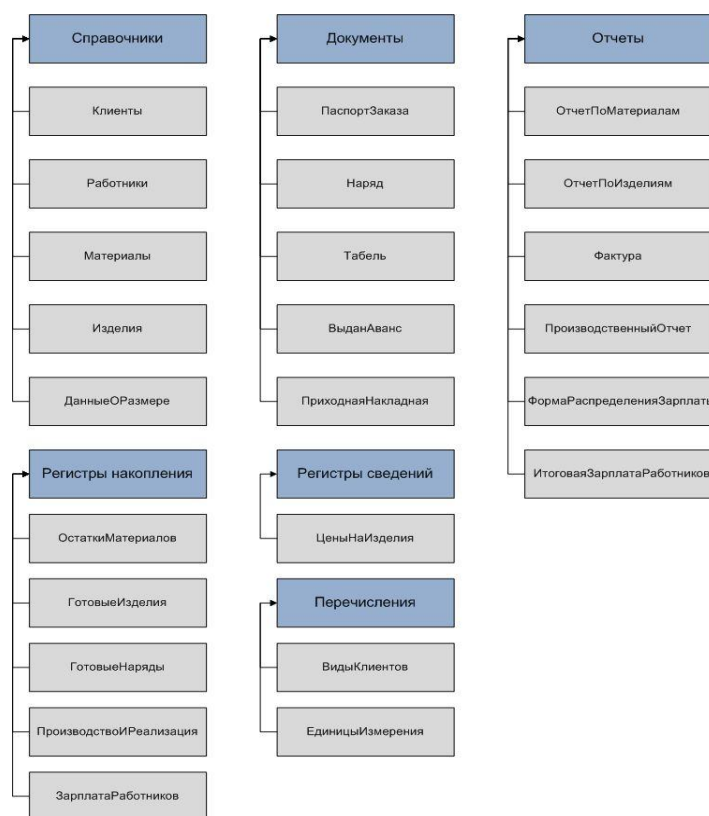 Справочники
Клиенты
Работники
Материалы
Изделия
ДанныеОРазмере
Документы
ПаспортЗаказа
Наряд
Табель
ВыданАванс
ПриходнаяНакладная
Отчеты
ОтчетПоМатериалам
ОтчетПоИзделиям
Фактура
ПроизводственныйОтчет
ФормаРаспределенияЗарплаты
ИтоговаяЗарплатаРаботников
Регистры накопления
ОстаткиМатериалов
ГотовыеИзделия
ГотовыеНаряды
ПроизводствоИРеализация
ЗарплатаРаботников
Регистры сведений
ЦеныНаИзделия
Перечисления
ВидыКлиентов
ЕдиницыИзмерения